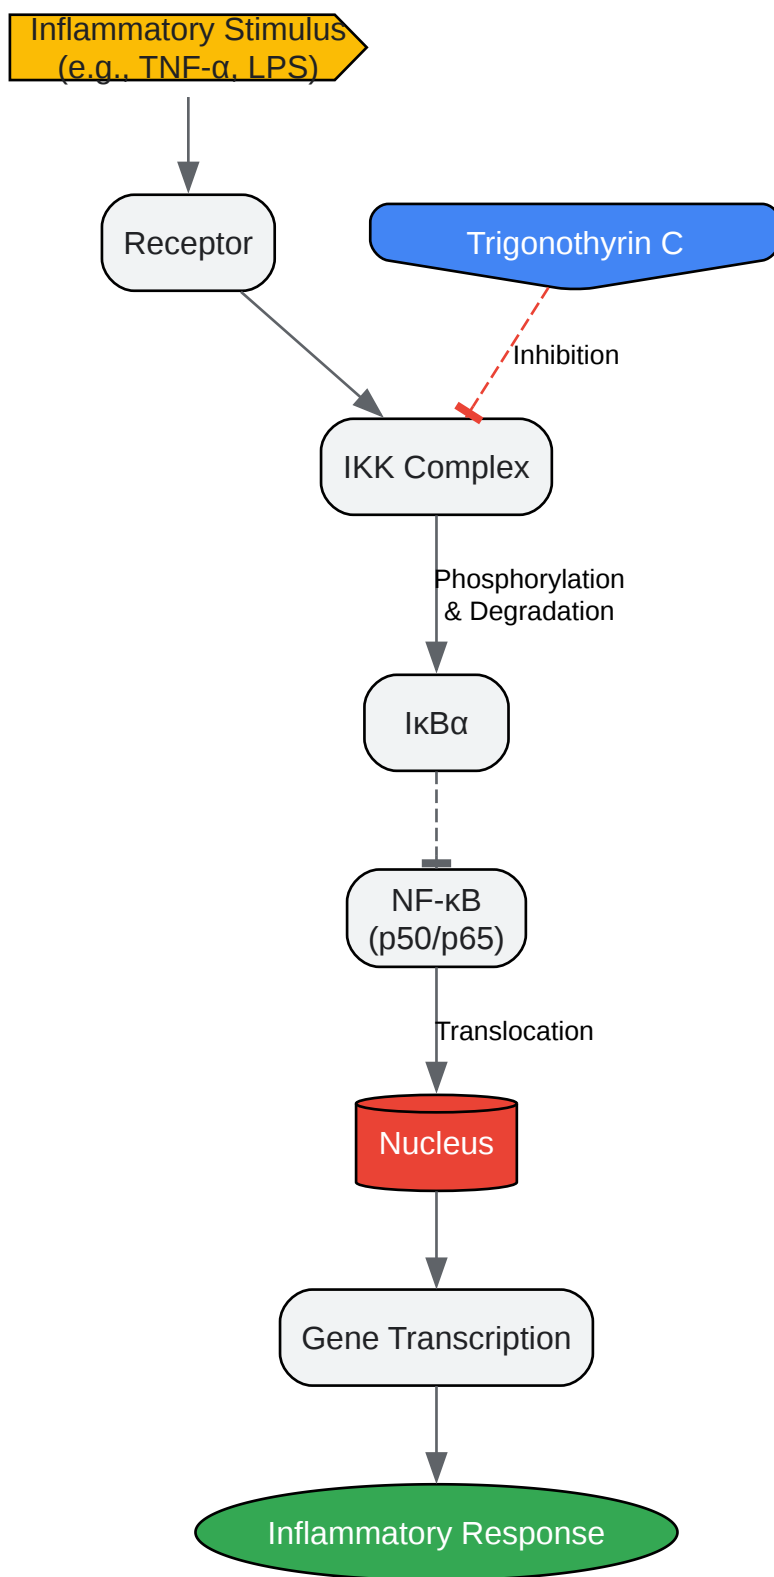 Inflammatory Stimulus
(e.g., TNF-α, LPS)
Receptor
Trigonothyrin C
Inhibition
IKK Complex
Phosphorylation
& Degradation
IκBα
NF-κB
(p50/p65)
Translocation
Nucleus
Gene Transcription
Inflammatory Response